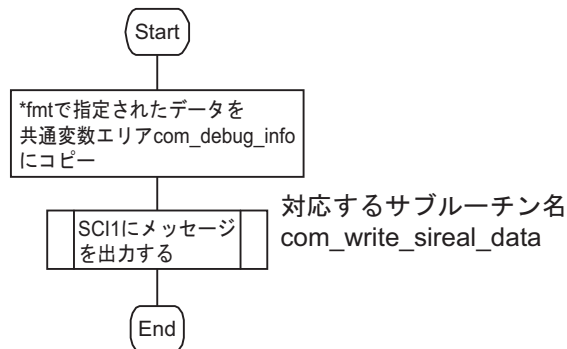 Start
*fmtで指定されたデータを
共通変数エリアcom_debug_info
にコピー
SCI1にメッセージ
を出力する
対応するサブルーチン名
com_write_sireal_data
End